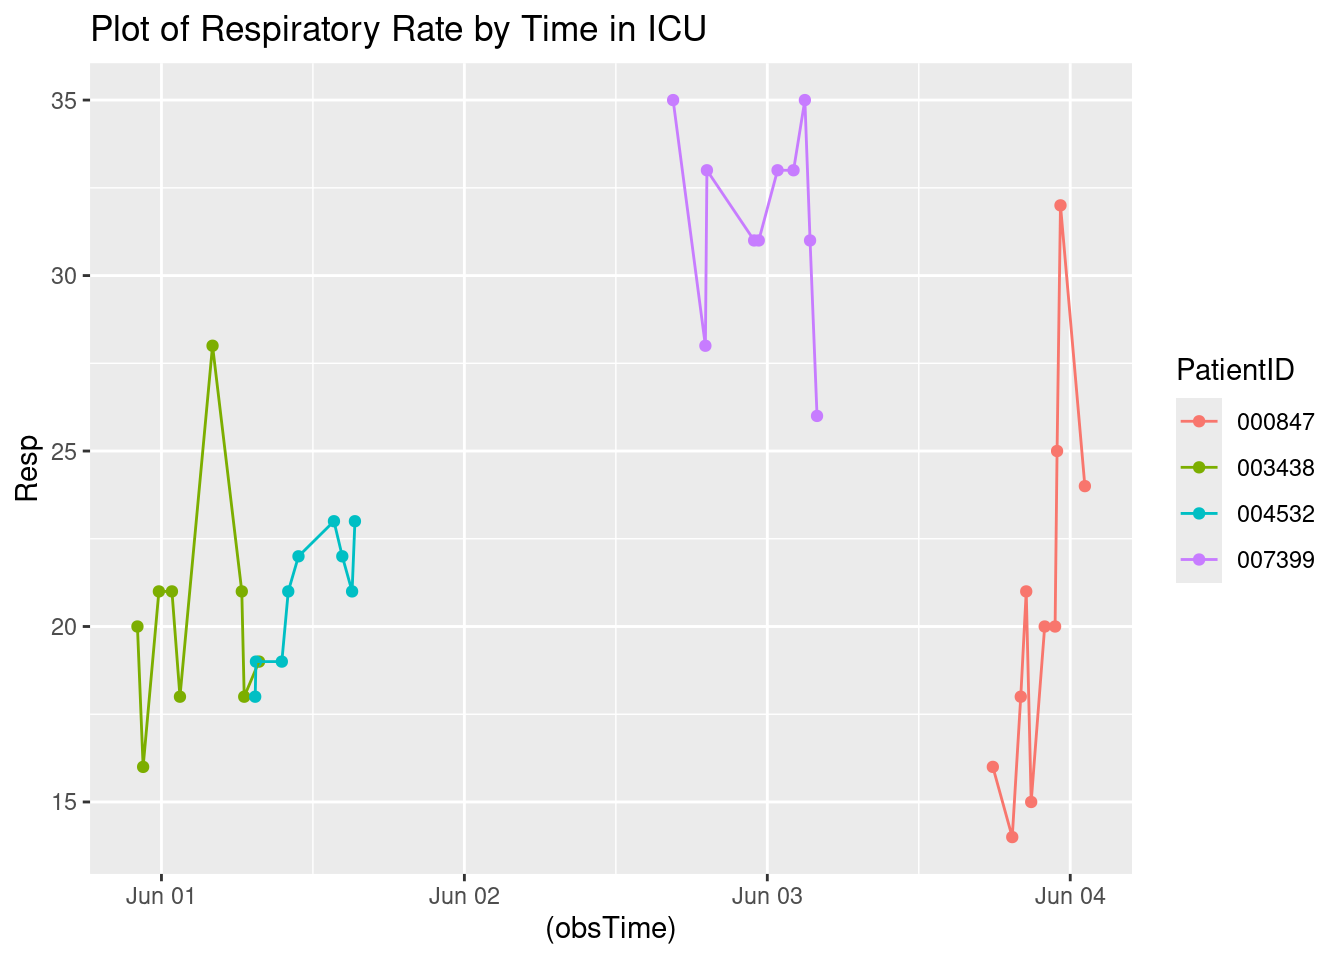 Plot of Respiratory Rate by Time in ICU
35
30
25
20
15
Resp
Jun 01 Jun 02 Jun 03 Jun 04
(obsTime)
PatientID
000847
003438
004532
007399